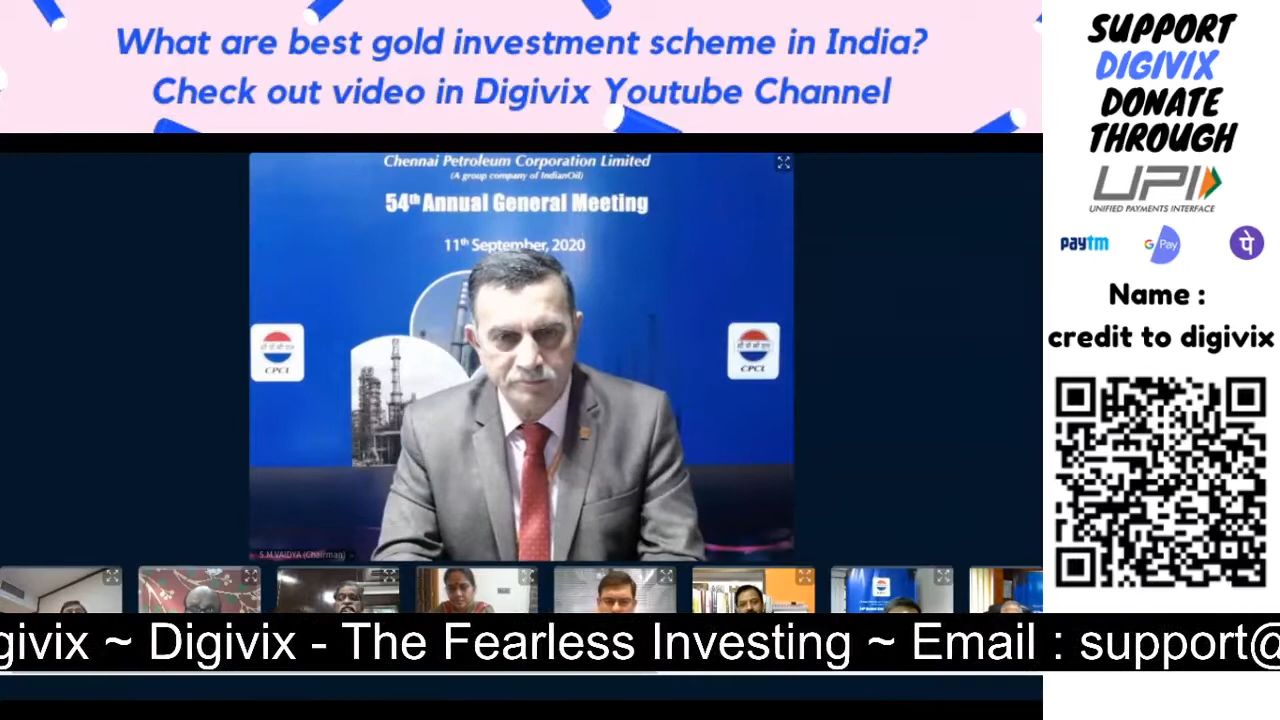 What are best gold investment scheme in India?
Check out video in Digivix Youtube Channel
SUPPORT
DIGIVIX
DONATE
THROUGH
UPI
UNIFIED PAYMENTS INTERFACE
paytm
G Pay
पे
Name :
credit to digivix
Chennai Petroleum Corporation Limited
(A group company of IndianOil)
54th Annual General Meeting
11th September, 2020
सी पी सी एल
CPCL
सी पी सी एल
CPCL
S.M.VAIDYA (Chairman)
givix ~ Digivix - The Fearless Investing ~ Email : support@